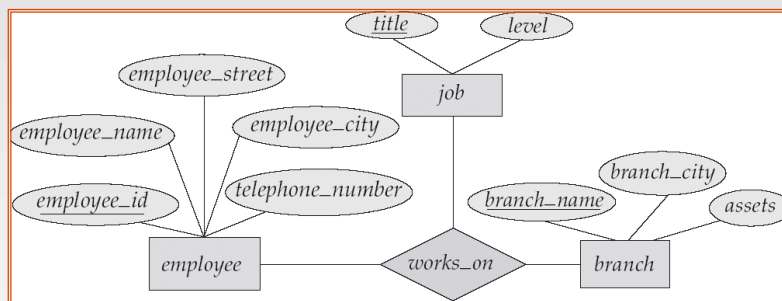 title
level
employee_street
job
employee_name
employee_city
branch_city
telephone_number
employee_id
branch_name
assets
employee
works_on
branch